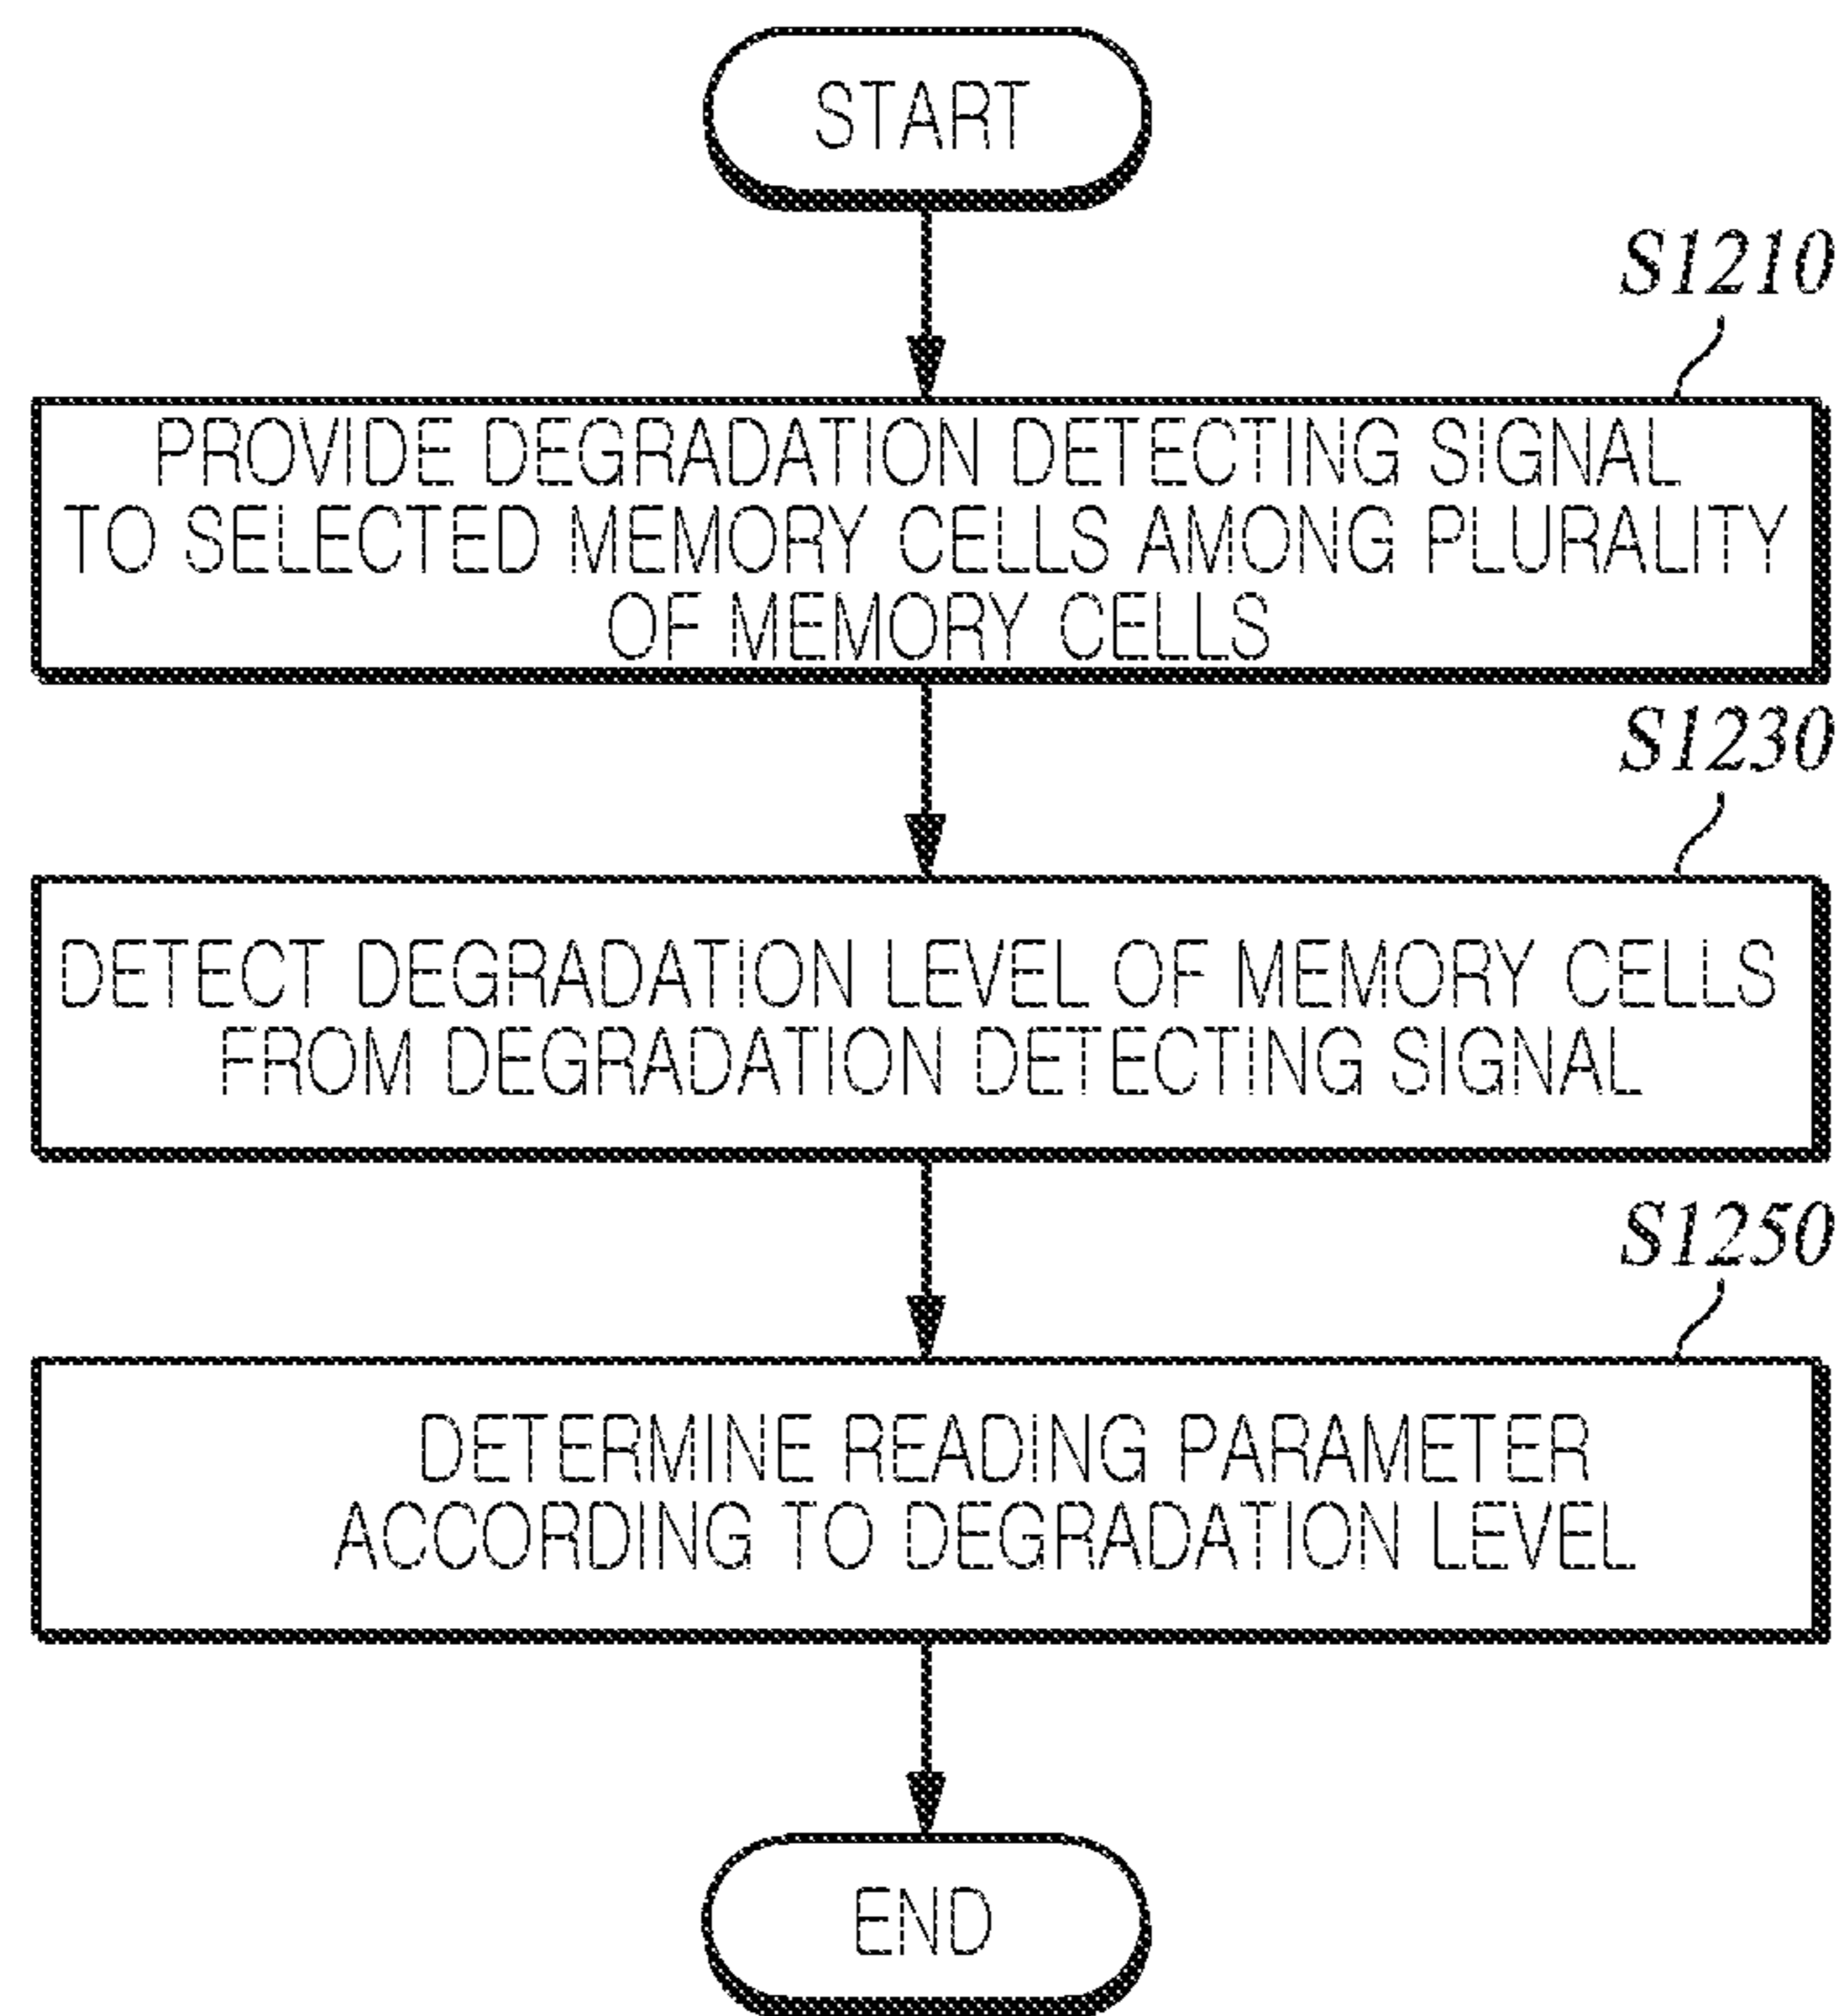 START
S1210
PROVIDE DEGRADATION DETECTING SIGNAL
TO SELECTED MEMORY CELLS AMONG PLURALITY
OF MEMORY CELLS
S1230
DETECT DEGRADATION LEVEL OF MEMORY CELLS
FROM DEGRADATION DETECTING SIGNAL
S1250
DETERMINE READING PARAMETER
ACCORDING TO DEGRADATION LEVEL
END